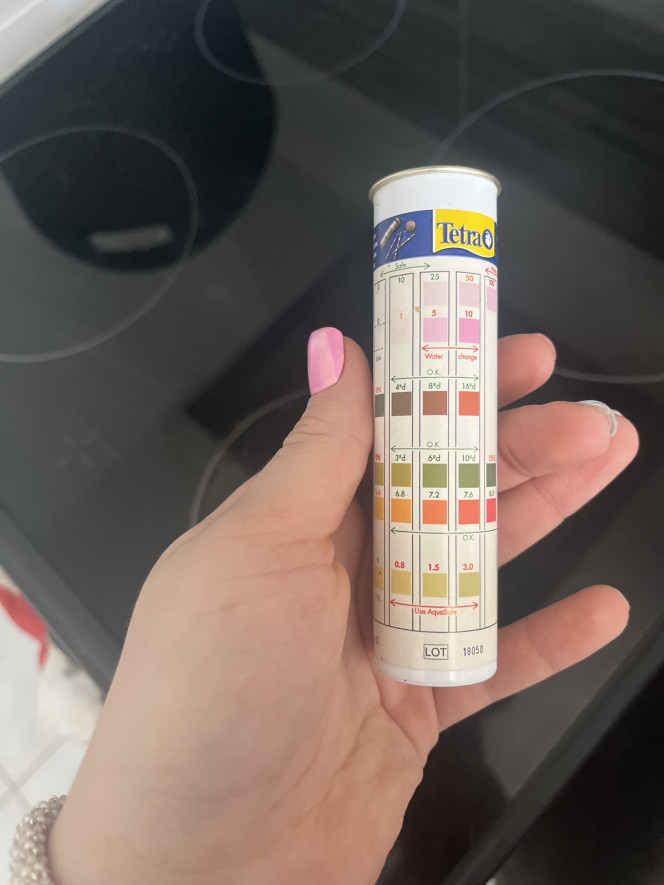 Tetra
Safe
10 25 50
1 5 10
Water change
O.K.
4°d 8°d 16°d
O.K.
3°d 6°d 10°d
6.8 7.2 7.6
O.K.
0.8 1.5 3.0
Use AquaSafe
LOT 18050